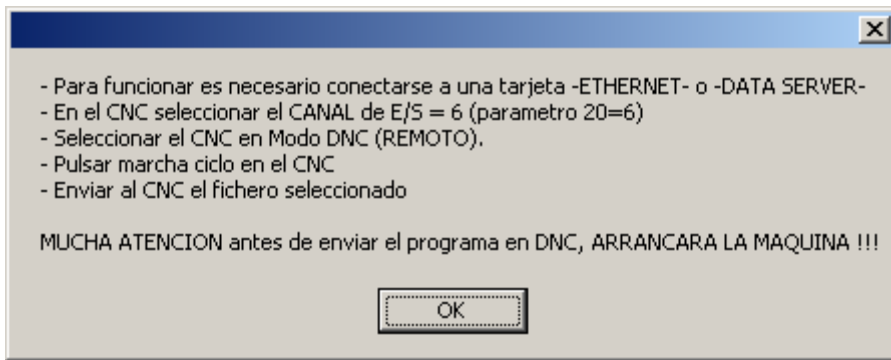 - Para funcionar es necesario conectarse a una tarjeta -ETHERNET- o -DATA SERVER-
- En el CNC seleccionar el CANAL de E/S = 6 (parametro 20=6)
- Seleccionar el CNC en Modo DNC (REMOTO).
- Pulsar marcha ciclo en el CNC
- Enviar al CNC el fichero seleccionado
MUCHA ATENCION antes de enviar el programa en DNC, ARRANCARA LA MAQUINA !!!
OK